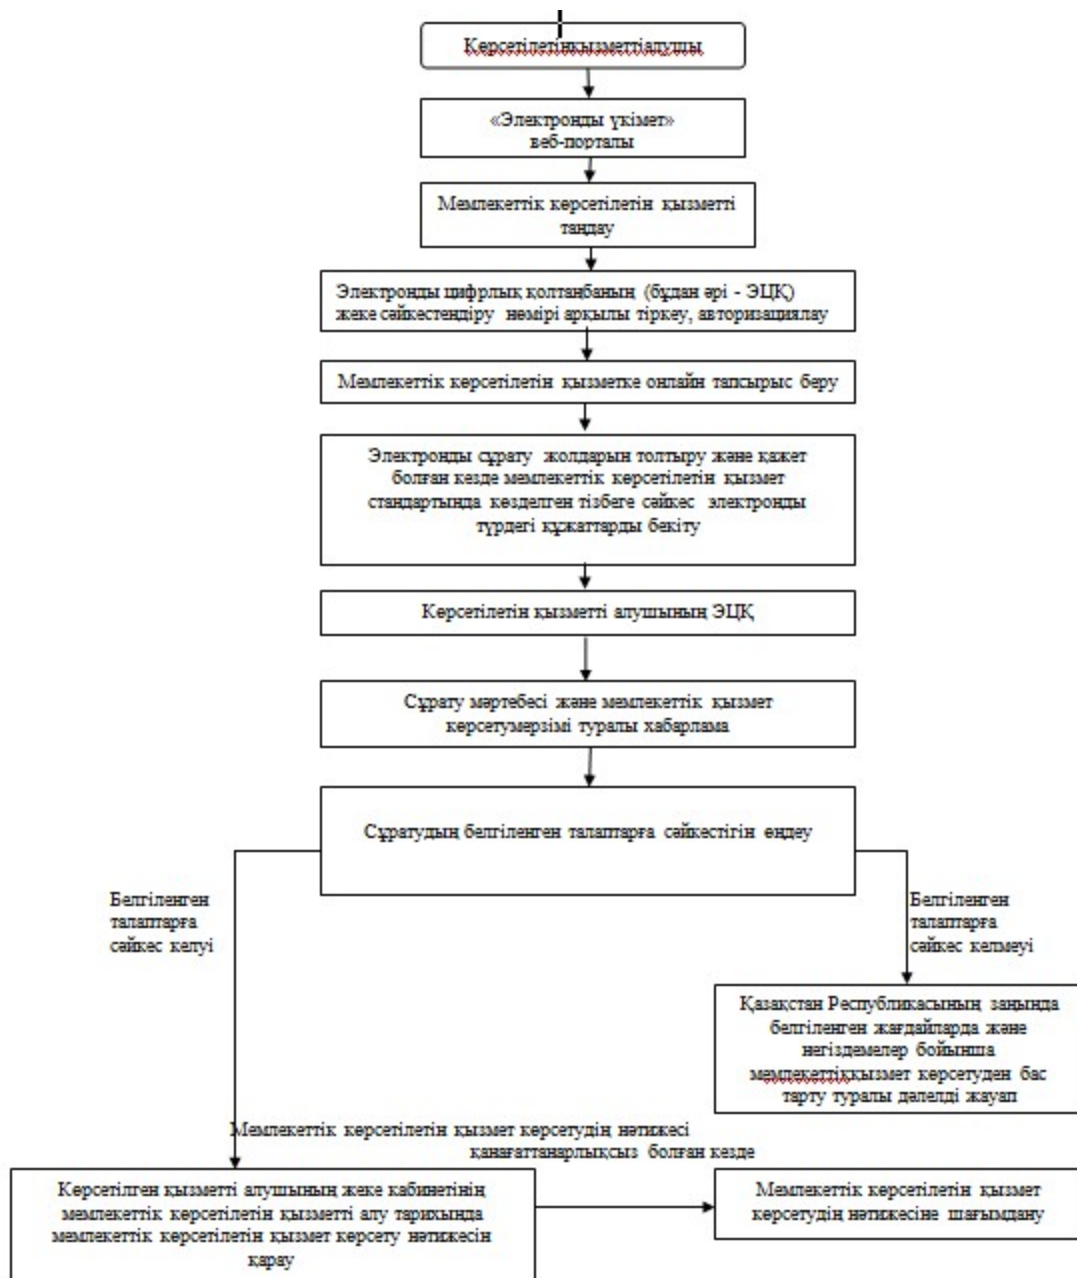 Көрсетілетінқызметтіалушы
«Электронды үкімет»
веб-порталы
Мемлекеттік көрсетілетін қызметті
таңдау
Электронды цифрлық қолтаңбаның (бұдан әрі - ЭЦҚ)
жеке сәйкестендіру нөмірі арқылы тіркеу, авторизациялау
Мемлекеттік көрсетілетін қызметке онлайн тапсырыс беру
Электронды сұрату жолдарын толтыру және қажет
болған кезде мемлекеттік көрсетілетін қызмет
стандартында көзделген тізбеге сәйкес электронды
түрдегі құжаттарды бекіту
Көрсетілетін қызметті алушының ЭЦҚ
Сұрату мәртебесі және мемлекеттік қызмет
көрсетумерзімі туралы хабарлама
Сұратудың белгіленген талаптарға сәйкестігін өңдеу
Белгіленген
талаптарға
сәйкес келуі
Белгіленген
талаптарға
сәйкес келмеуі
Қазақстан Республикасының заңында
белгіленген жағдайларда және
негіздемелер бойынша
мемлекеттікқызмет көрсетуден бас
тарту туралы дәлелді жауап
Мемлекеттік көрсетілетін қызмет көрсетудің нәтижесі
қанағаттанарлықсыз болған кезде
Көрсетілген қызметті алушының жеке кабинетінің
мемлекеттік көрсетілетін қызметті алу тарихында
мемлекеттік көрсетілетін қызмет көрсету нәтижесін
қарау
Мемлекеттік көрсетілетін қызмет
көрсетудің нәтижесіне шағымдану